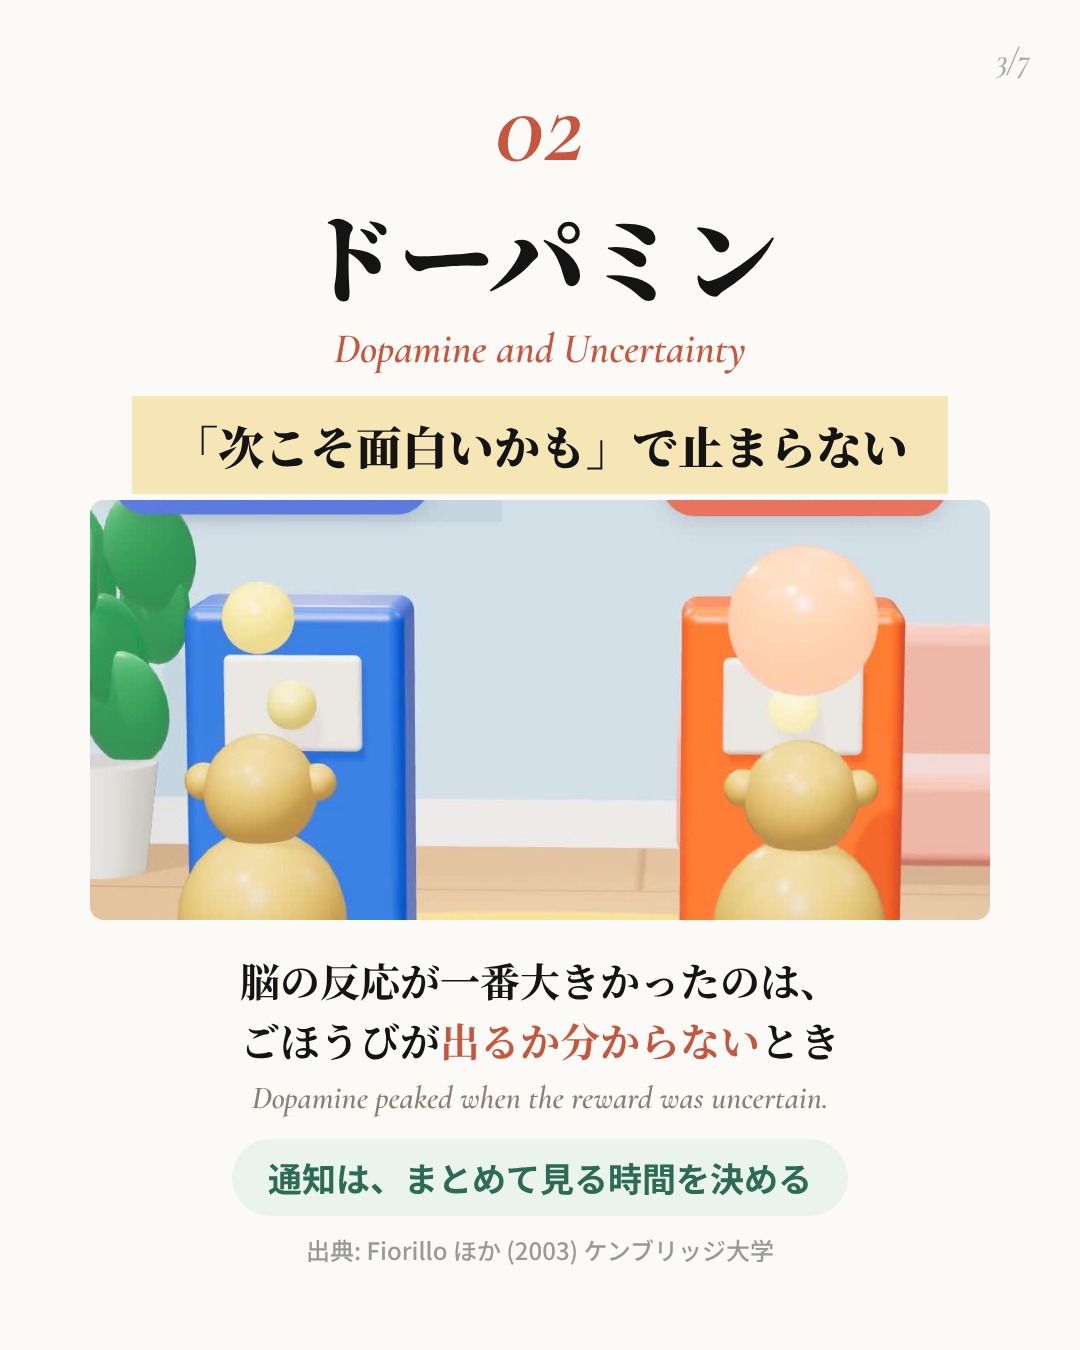 3/7
02
ドーパミン
Dopamine and Uncertainty
「次こそ面白いかも」で止まらない
脳の反応が一番大きかったのは、
ごほうびが出るか分からないとき
Dopamine peaked when the reward was uncertain.
通知は、まとめて見る時間を決める
出典: Fiorillo ほか (2003) ケンブリッジ大学